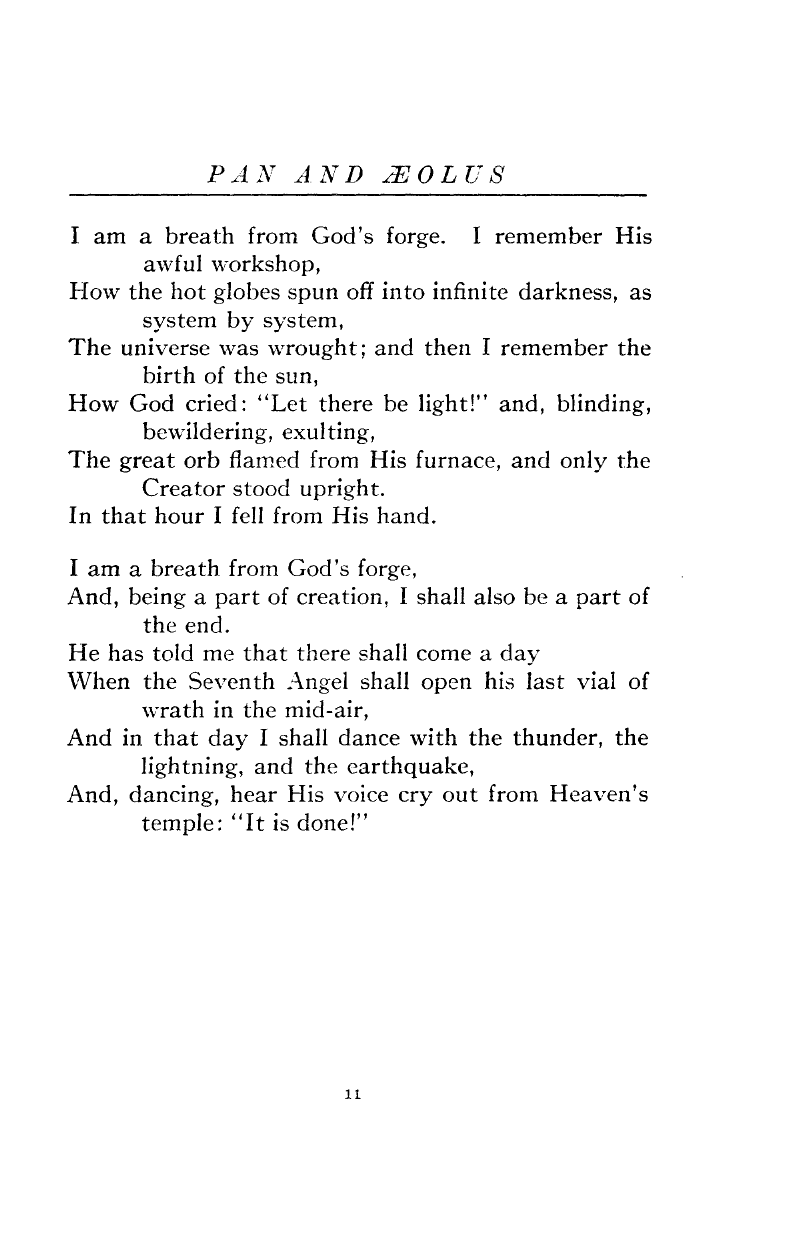 PAN AND ÆOLUS
I am a breath from God's forge. I remember His
awful workshop,
How the hot globes spun off into infinite darkness, as
system by system,
The universe was wrought; and then I remember the
birth of the sun,
How God cried: "Let there be light!" and, blinding,
bewildering, exulting,
The great orb flamed from His furnace, and only the
Creator stood upright.
In that hour I fell from His hand.

I am a breath from God's forge,
And, being a part of creation, I shall also be a part of
the end.
He has told me that there shall come a day
When the Seventh Angel shall open his last vial of
wrath in the mid-air,
And in that day I shall dance with the thunder, the
lightning, and the earthquake,
And, dancing, hear His voice cry out from Heaven's
temple: "It is done!"

11